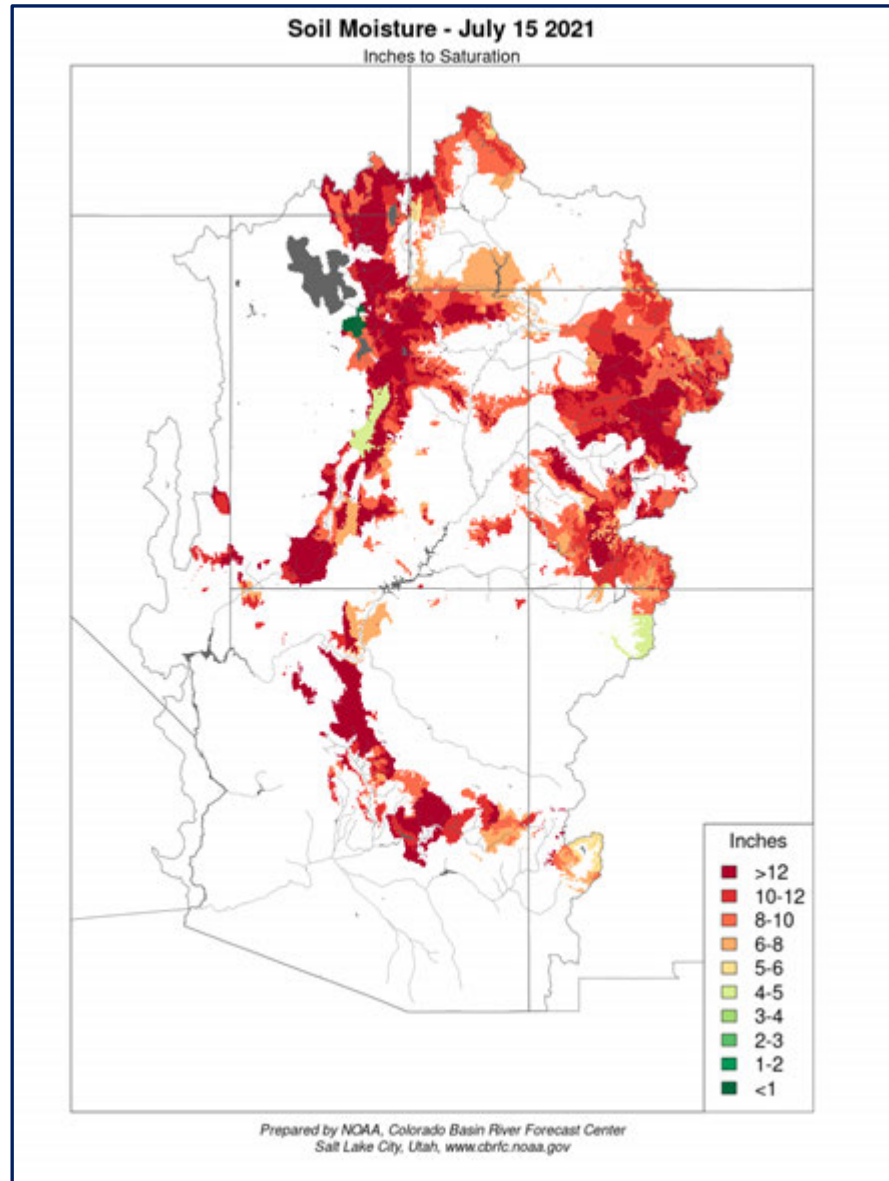 Soil Moisture - July 15 2021
Inches to Saturation
Inches
>12
10-12
8-10
6-8
5-6
4-5
3-4
2-3
1-2
<1
Prepared by NOAA, Colorado Basin River Forecast Center
Salt Lake City, Utah, www.cbrfc.noaa.gov